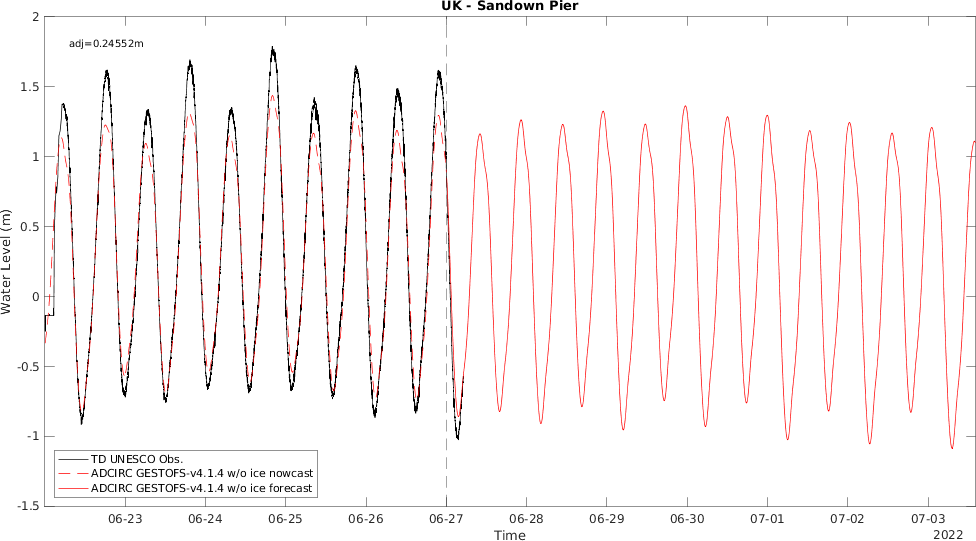 UK - Sandown Pier
adj=0.24552m
Water Level (m)
2
1.5
1
0.5
0
-0.5
-1
-1.5
TD UNESCO Obs.
ADCIRC GESTOFS-v4.1.4 w/o ice nowcast
ADCIRC GESTOFS-v4.1.4 w/o ice forecast
06-23 06-24 06-25 06-26 06-27 06-28 06-29 06-30 07-01 07-02 07-03
Time
2022